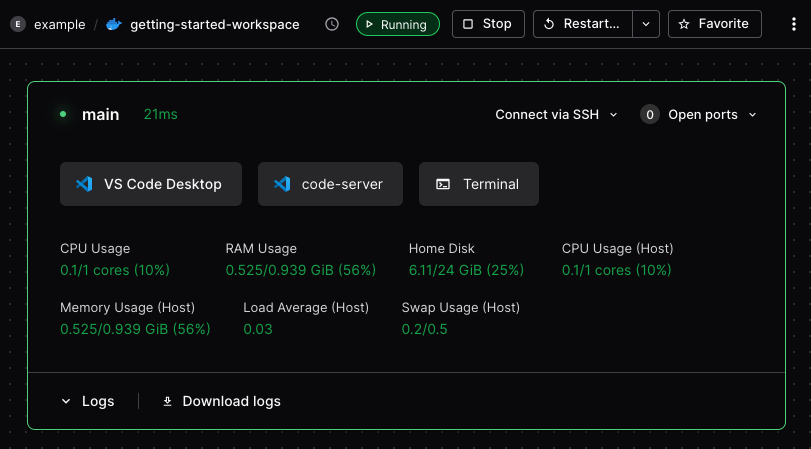 E example / getting-started-workspace Running Stop Restart... Favorite
main 21ms Connect via SSH 0 Open ports
VS Code Desktop code-server Terminal
CPU Usage RAM Usage Home Disk CPU Usage (Host)
0.1/1 cores (10%) 0.525/0.939 GiB (56%) 6.11/24 GiB (25%) 0.1/1 cores (10%)
Memory Usage (Host) Load Average (Host) Swap Usage (Host)
0.525/0.939 GiB (56%) 0.03 0.2/0.5
Logs Download logs